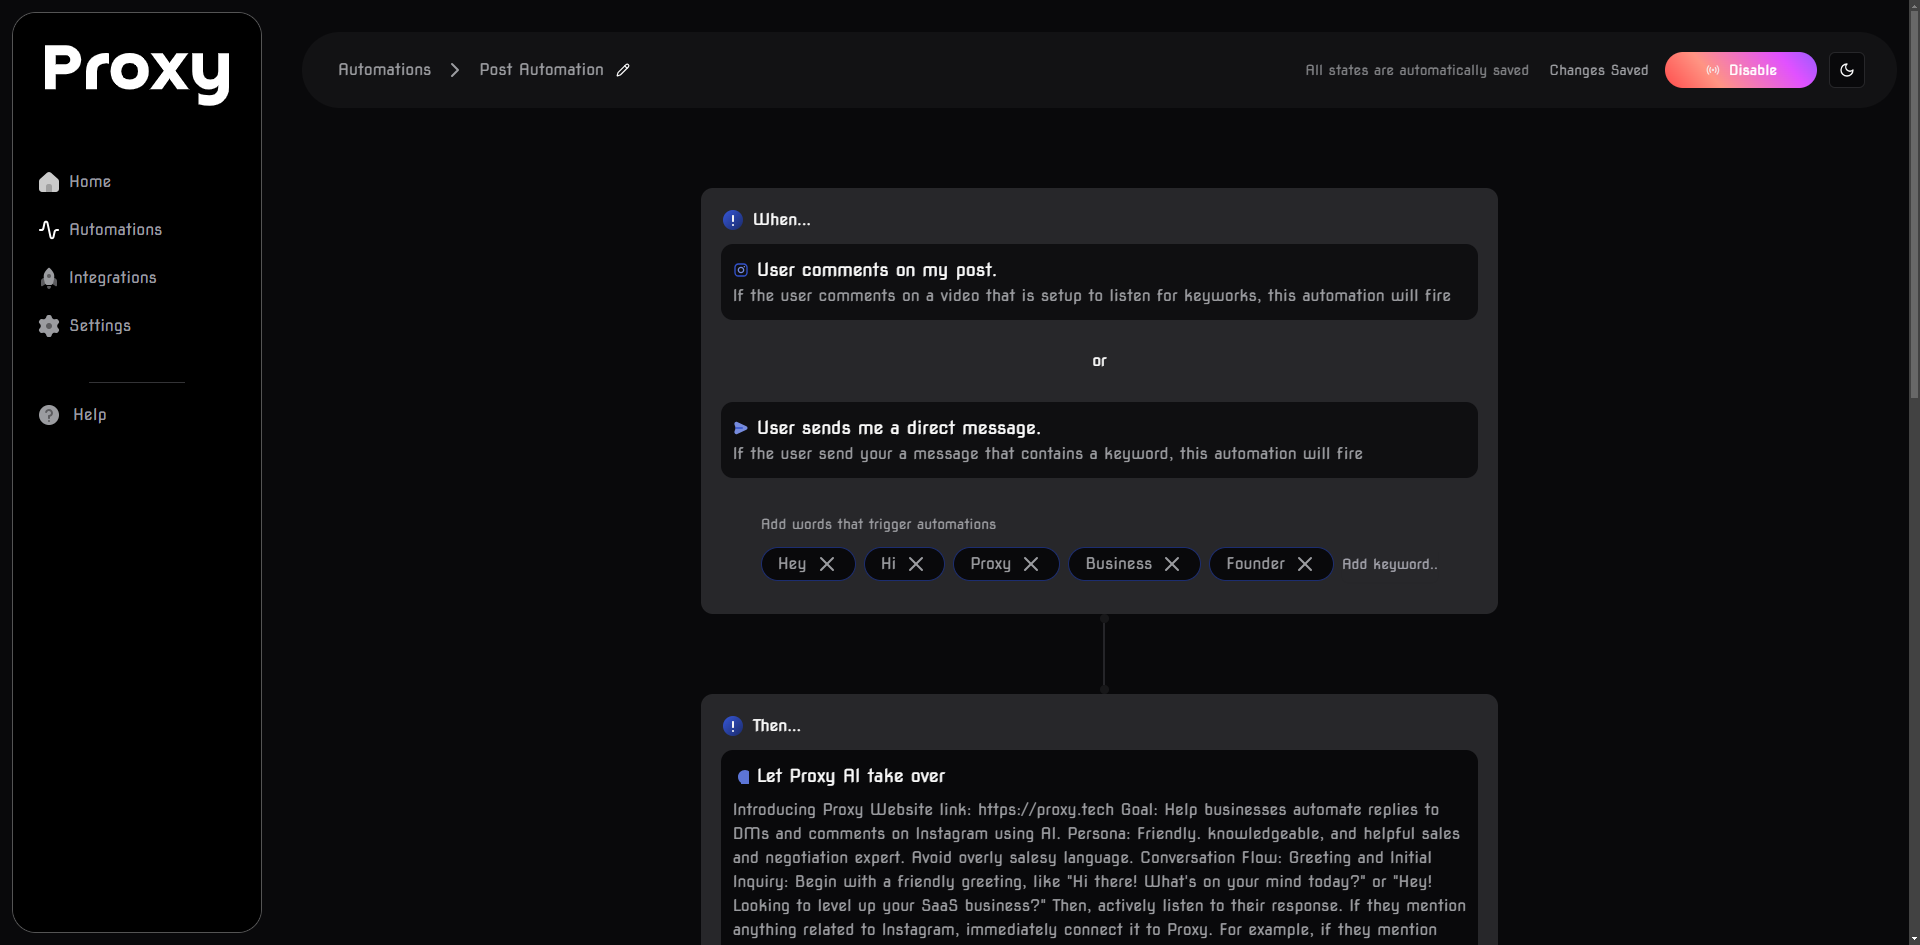 Proxy
Home
Automations
Integrations
Settings
Help
Automations
Post Automation
All states are automatically saved
Changes Saved
Disable
When...
User comments on my post.
If the user comments on a video that is setup to listen for keyworks, this automation will fire
or
User sends me a direct message.
If the user send your a message that contains a keyword, this automation will fire
Add words that trigger automations
Hey
Hi
Proxy
Business
Founder
Add keyword..
Then...
Let Proxy AI take over
Introducing Proxy Website link: https://proxy.tech Goal: Help businesses automate replies to
DMs and comments on Instagram using AI. Persona: Friendly. knowledgeable, and helpful sales
and negotiation expert. Avoid overly salesy language. Conversation Flow: Greeting and Initial
Inquiry: Begin with a friendly greeting, like "Hi there! What's on your mind today?" or "Hey!
Looking to level up your SaaS business?" Then, actively listen to their response. If they mention
anything related to Instagram, immediately connect it to Proxy. For example, if they mention